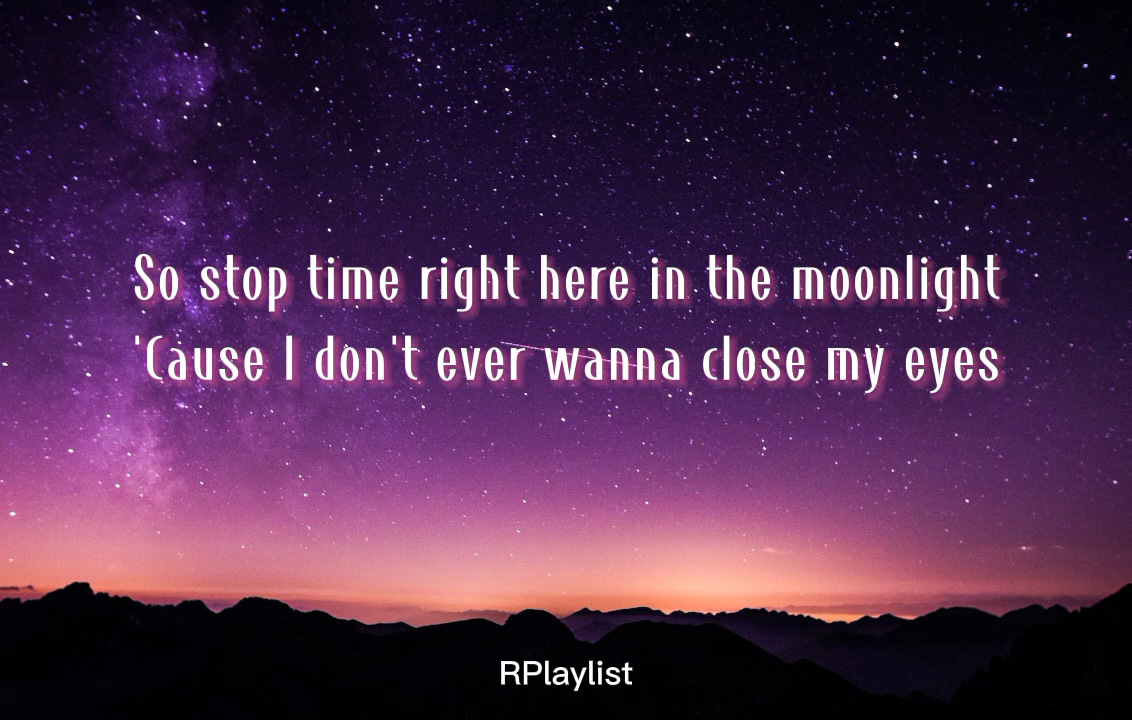 So stop time right here in the moonlight
'Cause I don't ever wanna close my eyes
RPlaylist